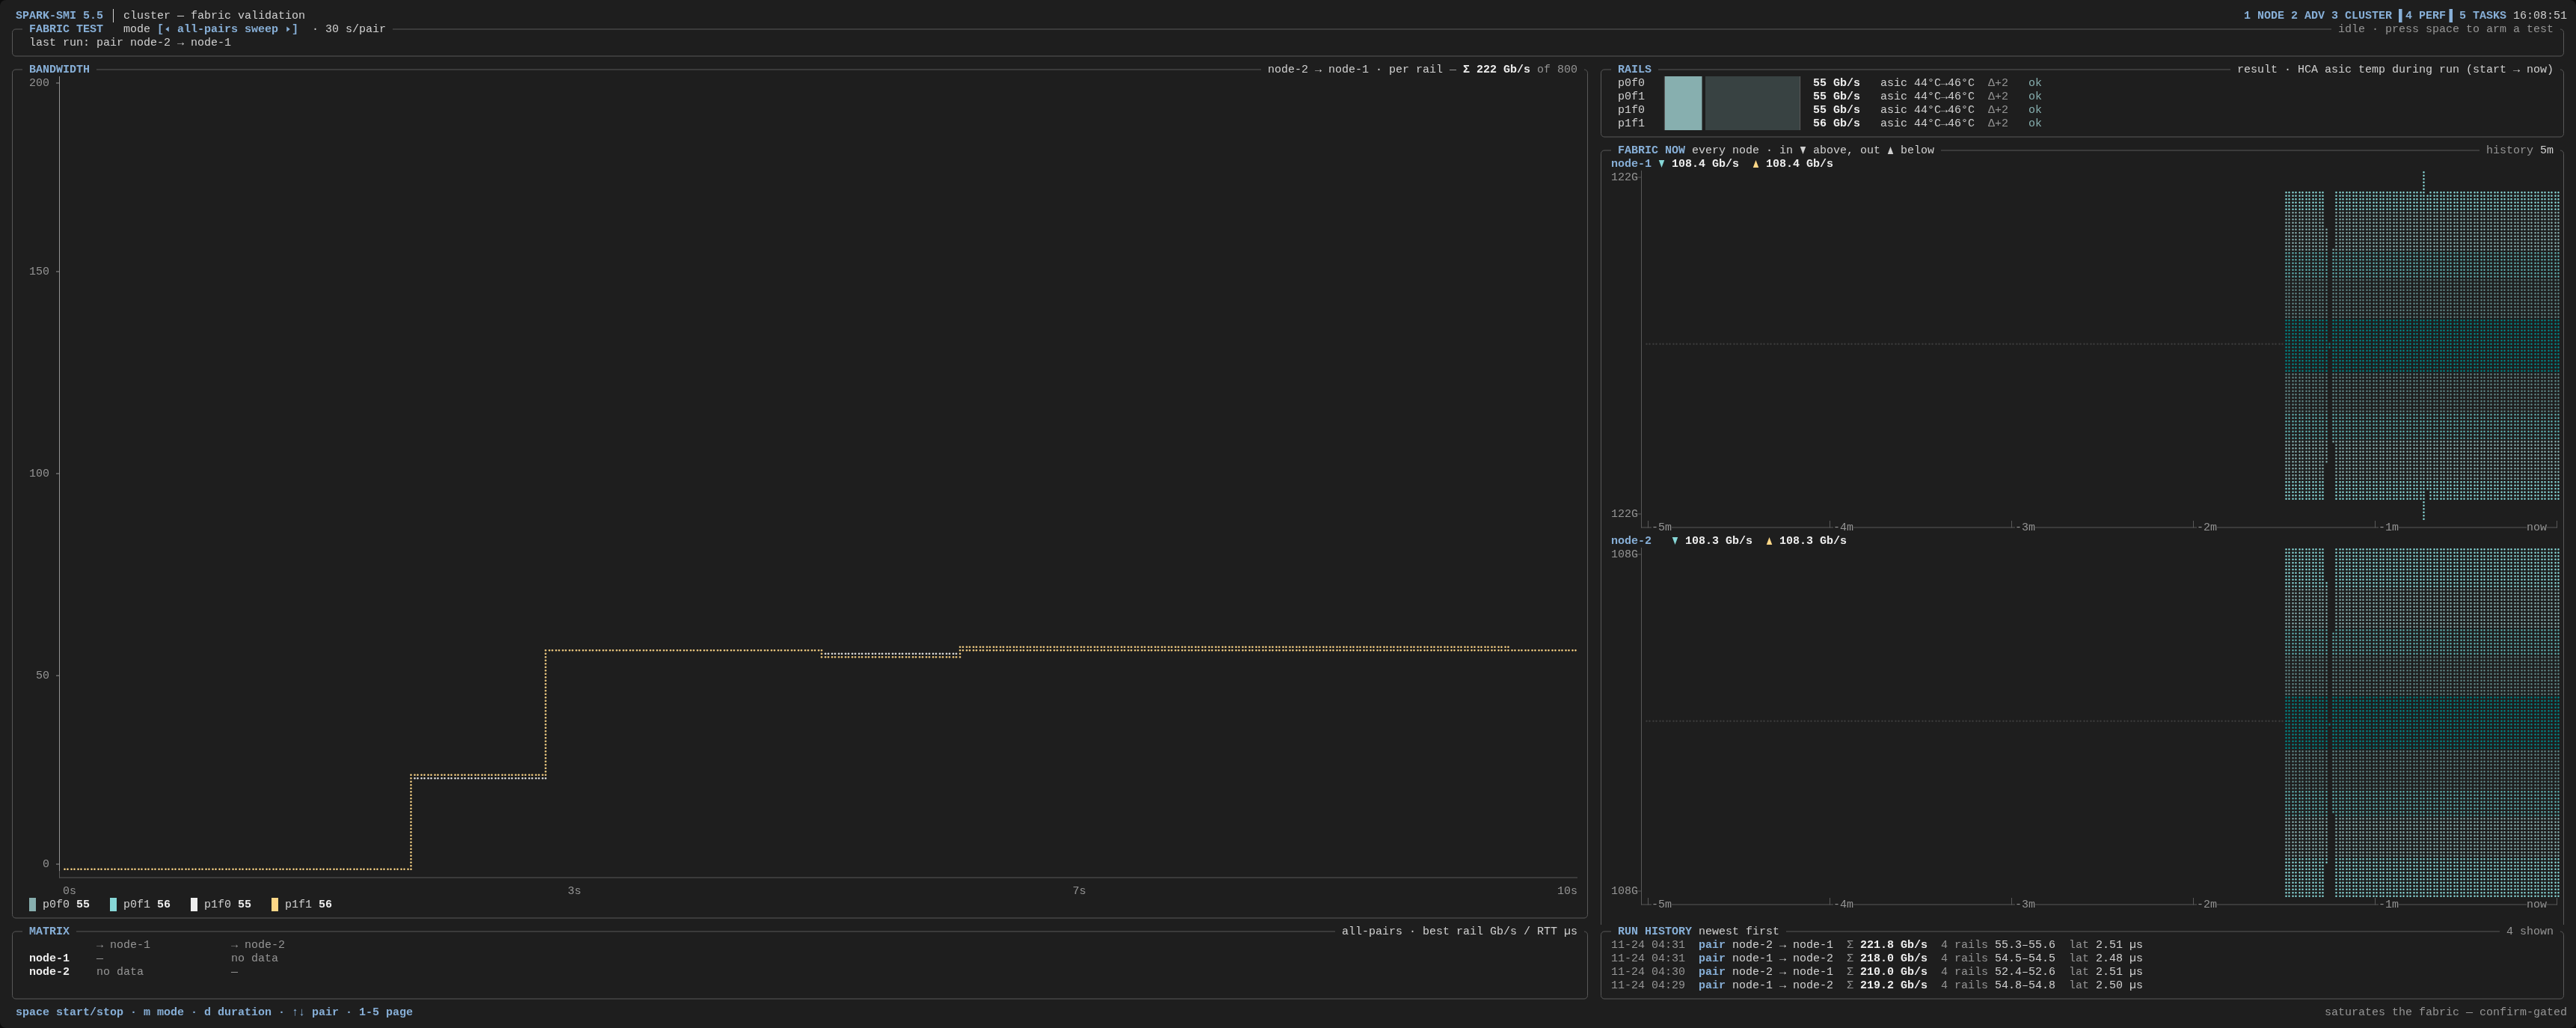 SPARK-SMI 5.5 │ cluster — fabric validation 1 NODE 2 ADV 3 CLUSTER ▌4 PERF▐ 5 TASKS 16:08:51
FABRIC TEST mode [◂ all-pairs sweep ▸] · 30 s/pair idle · press space to arm a test
last run: pair node-2 → node-1
BANDWIDTH node-2 → node-1 · per rail — Σ 222 Gb/s of 800
200
150
100
50
0
0s 3s 7s 10s
p0f0 55 p0f1 56 p1f0 55 p1f1 56
RAILS result · HCA asic temp during run (start → now)
p0f0 55 Gb/s asic 44°C→46°C Δ+2 ok
p0f1 55 Gb/s asic 44°C→46°C Δ+2 ok
p1f0 55 Gb/s asic 44°C→46°C Δ+2 ok
p1f1 56 Gb/s asic 44°C→46°C Δ+2 ok
FABRIC NOW every node · in ▼ above, out ▲ below history 5m
node-1 ▼ 108.4 Gb/s ▲ 108.4 Gb/s
122G
122G
-5m -4m -3m -2m -1m now
node-2 ▼ 108.3 Gb/s ▲ 108.3 Gb/s
108G
108G
-5m -4m -3m -2m -1m now
MATRIX all-pairs · best rail Gb/s / RTT µs
→ node-1 → node-2
node-1 — no data
node-2 no data —
RUN HISTORY newest first 4 shown
11-24 04:31 pair node-2 → node-1 Σ 221.8 Gb/s 4 rails 55.3–55.6 lat 2.51 µs
11-24 04:31 pair node-1 → node-2 Σ 218.0 Gb/s 4 rails 54.5–54.5 lat 2.48 µs
11-24 04:30 pair node-2 → node-1 Σ 210.0 Gb/s 4 rails 52.4–52.6 lat 2.51 µs
11-24 04:29 pair node-1 → node-2 Σ 219.2 Gb/s 4 rails 54.8–54.8 lat 2.50 µs
space start/stop · m mode · d duration · ↑↓ pair · 1-5 page saturates the fabric — confirm-gated